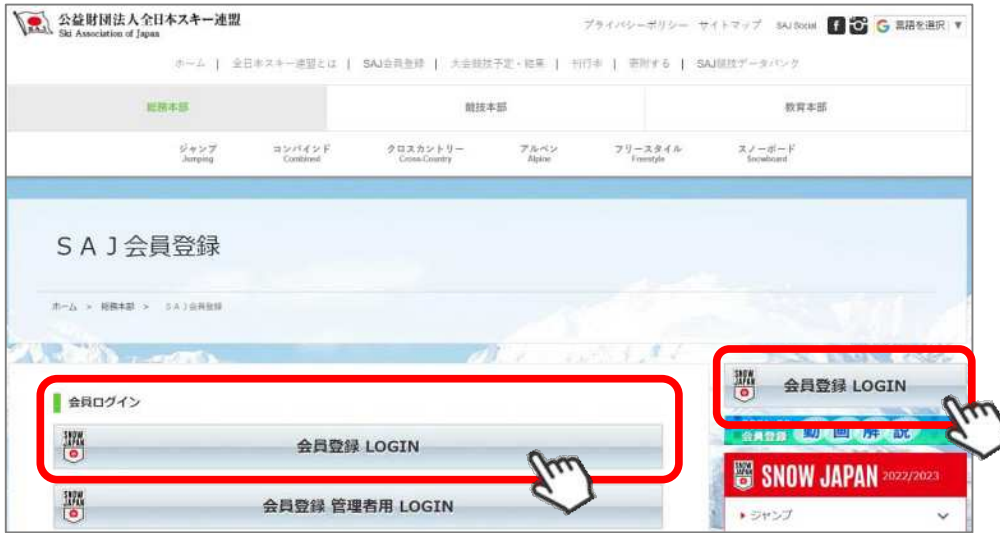 公益財団法人全日本スキー連盟
Ski Association of Japan
プライバシーポリシー サイトマップ SAJ Social 言語を選択 ▼
ホーム | 全日本スキー連盟とは | SAJ会員登録 | 大会競技予定・結果 | 刊行本 | 寄附する | SAJ競技データバンク
総務本部 競技本部 教育本部
ジャンプ コンバインド クロスカントリー アルペン フリースタイル スノーボード
Jumping Combined Cross-Country Alpine Freestyle Snowboard
ＳＡＪ会員登録
ホーム > 総務本部 > ＳＡＪ会員登録
会員ログイン
SNOW JAPAN 会員登録 LOGIN
SNOW JAPAN 会員登録 管理者用 LOGIN
SNOW JAPAN 会員登録 LOGIN
会員登録 動画解説
SNOW JAPAN SNOW JAPAN 2022/2023
ジャンプ